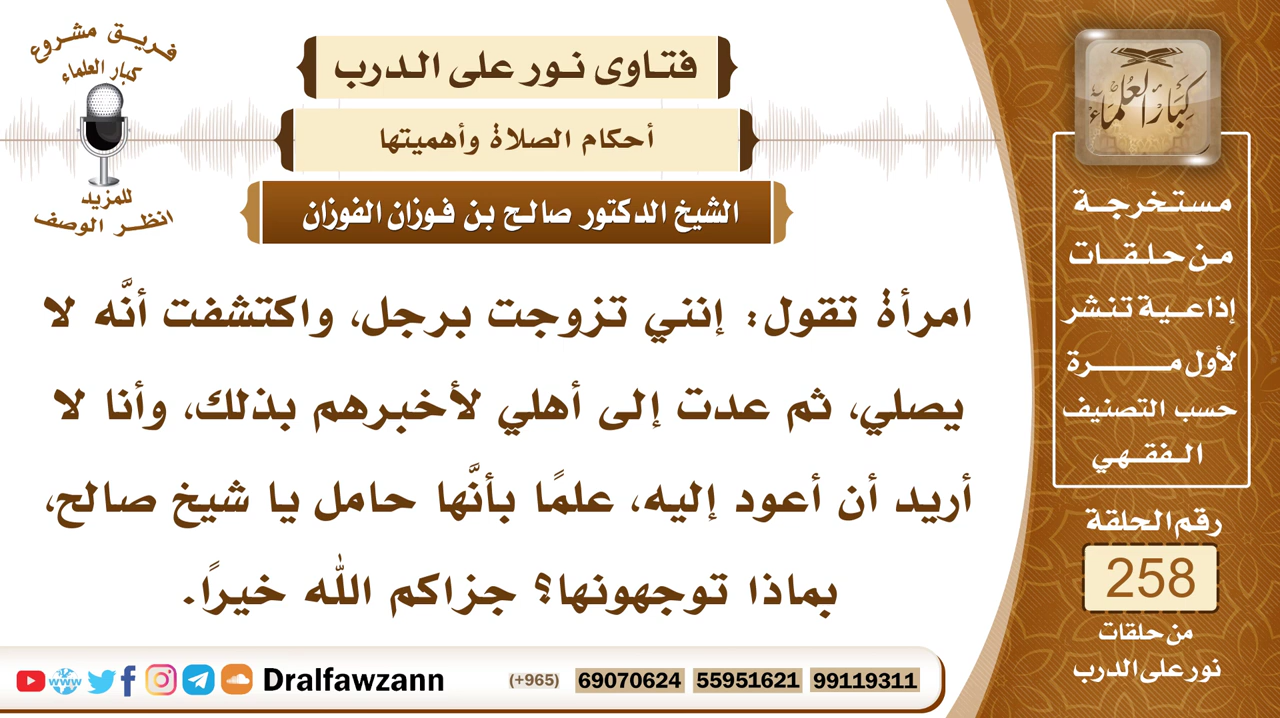 فريق مشروع
كبار العلماء
للمزيد
انظر الوصف
فتاوى نور على الدرب
أحكام الصلاة وأهميتها
الشيخ الدكتور صالح بن فوزان الفوزان
امرأة تقول: إنني تزوجت برجل، واكتشفت أنَّه لا
يصلي، ثم عدت إلى أهلي لأخبرهم بذلك، وأنا لا
أريد أن أعود إليه، علمًا بأنَّها حامل يا شيخ صالح،
بماذا توجهونها؟ جزاكم الله خيرًا.
كبار العلماء
مستخرجة
من حلقات
إذاعية تنشر
لأول مرة
حسب التصنيف
الفقهي
رقم الحلقة
258
من حلقات
نور على الدرب
www Dralfawzann (+965) 69070624 55951621 99119311